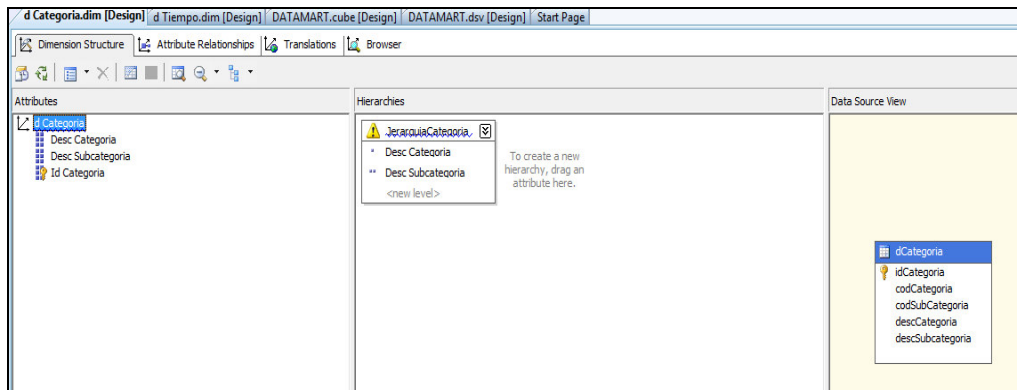 d Categoria.dim [Design] d Tiempo.dim [Design] DATAMART.cube [Design] DATAMART.dsv [Design] Start Page
Dimension Structure Attribute Relationships Translations Browser
Attributes Hierarchies Data Source View
d Categoria
Desc Categoria
Desc Subcategoria
Id Categoria
JerarquiaCategoria
Desc Categoria
Desc Subcategoria
<new level>
To create a new
hierarchy, drag an
attribute here.
dCategoria
idCategoria
codCategoria
codSubCategoria
descCategoria
descSubcategoria